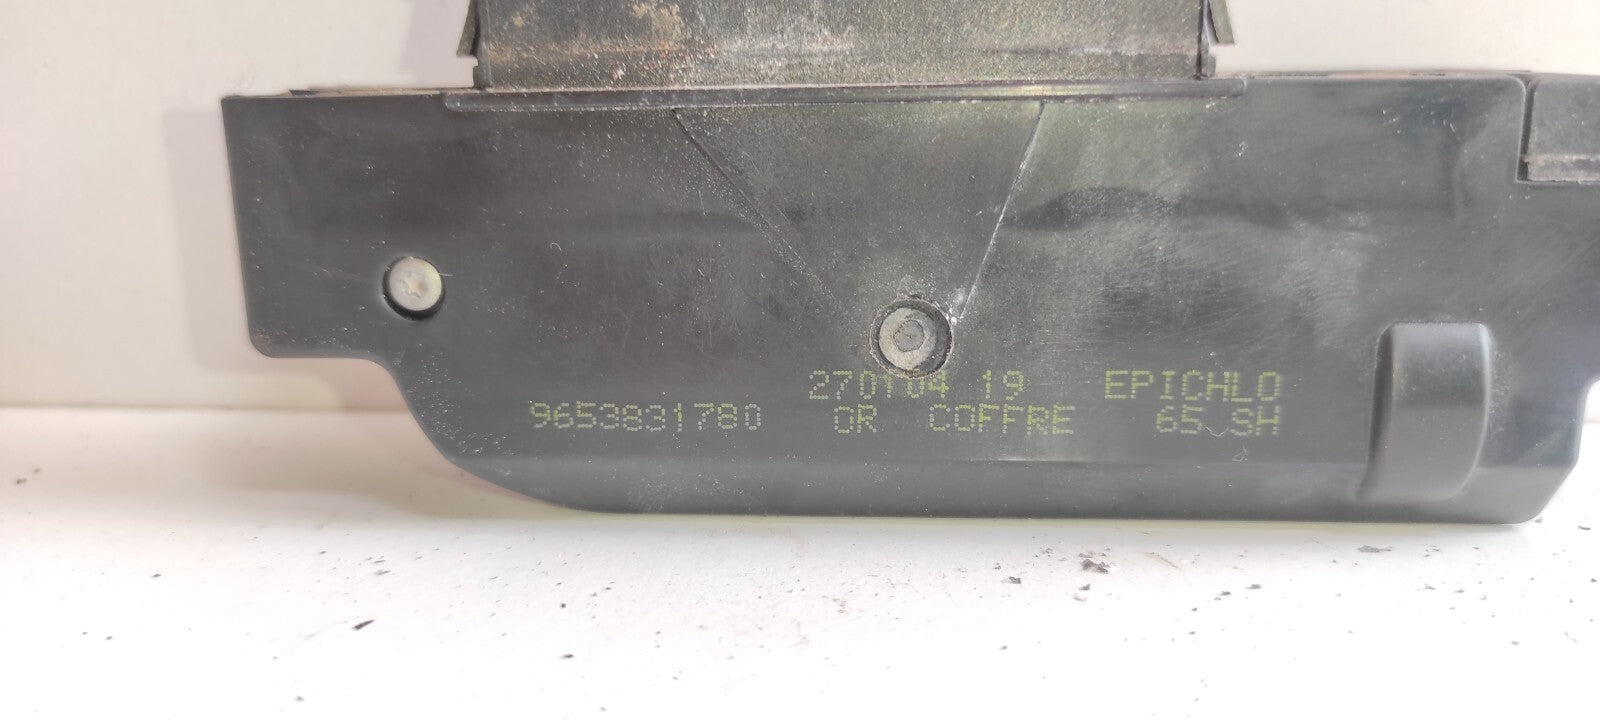 270104 19 EPICHLO
9653831780 OR COFFRE 65 SH